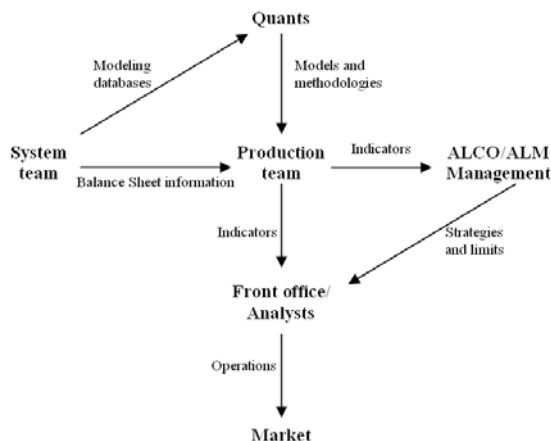 Quants
Modeling
databases
Models and
methodologies
System
team
Balance Sheet information
Production
team
Indicators
ALCO/ALM
Management
Indicators
Strategies
and limits
Front office/
Analysts
Operations
Market